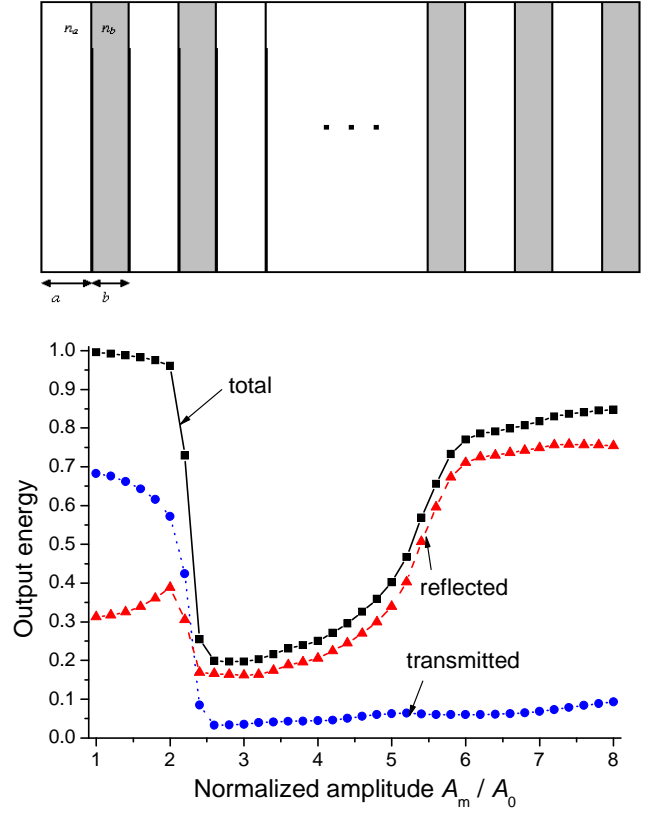 n_a n_b
. . .
a b
1.0
0.9
0.8
0.7
0.6
0.5
0.4
0.3
0.2
0.1
0.0
Output energy
total
reflected
transmitted
1 2 3 4 5 6 7 8
Normalized amplitude A_m / A_0